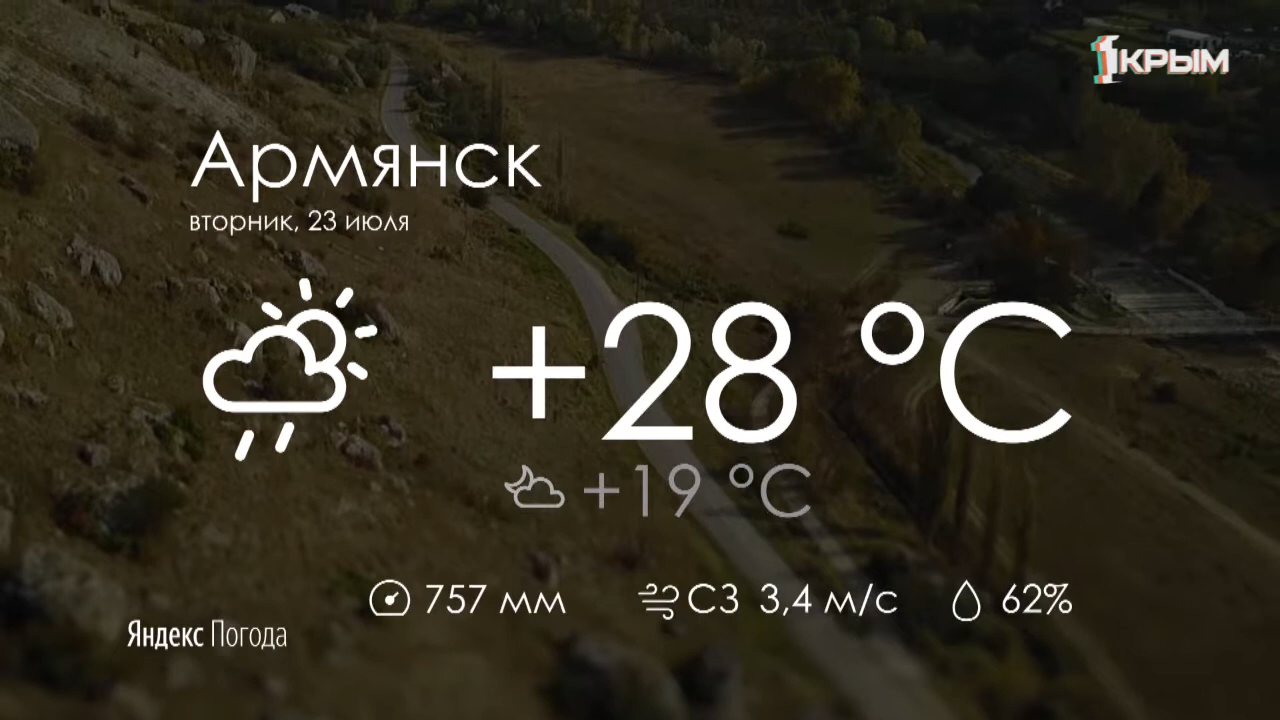 1КРЫМ
Армянск
вторник, 23 июля
+28 °C
+19 °C
757 мм СЗ 3,4 м/с 62%
Яндекс Погода